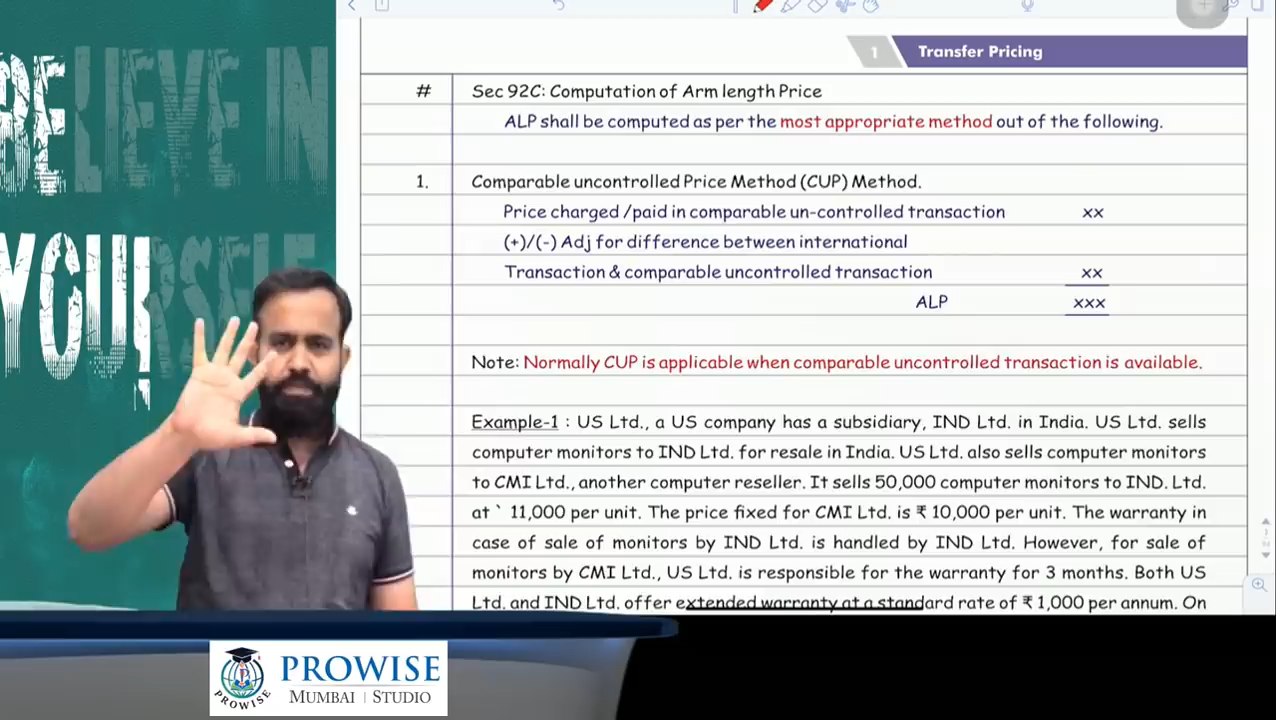 BELIEVE IN
YOURSELF
1 Transfer Pricing
# Sec 92C: Computation of Arm length Price
ALP shall be computed as per the most appropriate method out of the following.
1. Comparable uncontrolled Price Method (CUP) Method.
Price charged /paid in comparable un-controlled transaction xx
(+)/(-) Adj for difference between international
Transaction & comparable uncontrolled transaction xx
ALP xxx
Note: Normally CUP is applicable when comparable uncontrolled transaction is available.
Example-1 : US Ltd., a US company has a subsidiary, IND Ltd. in India. US Ltd. sells
computer monitors to IND Ltd. for resale in India. US Ltd. also sells computer monitors
to CMI Ltd., another computer reseller. It sells 50,000 computer monitors to IND. Ltd.
at ` 11,000 per unit. The price fixed for CMI Ltd. is ₹ 10,000 per unit. The warranty in
case of sale of monitors by IND Ltd. is handled by IND Ltd. However, for sale of
monitors by CMI Ltd., US Ltd. is responsible for the warranty for 3 months. Both US
Ltd. and IND Ltd. offer extended warranty at a standard rate of ₹ 1,000 per annum. On
PROWISE
PROWISE
MUMBAI | STUDIO